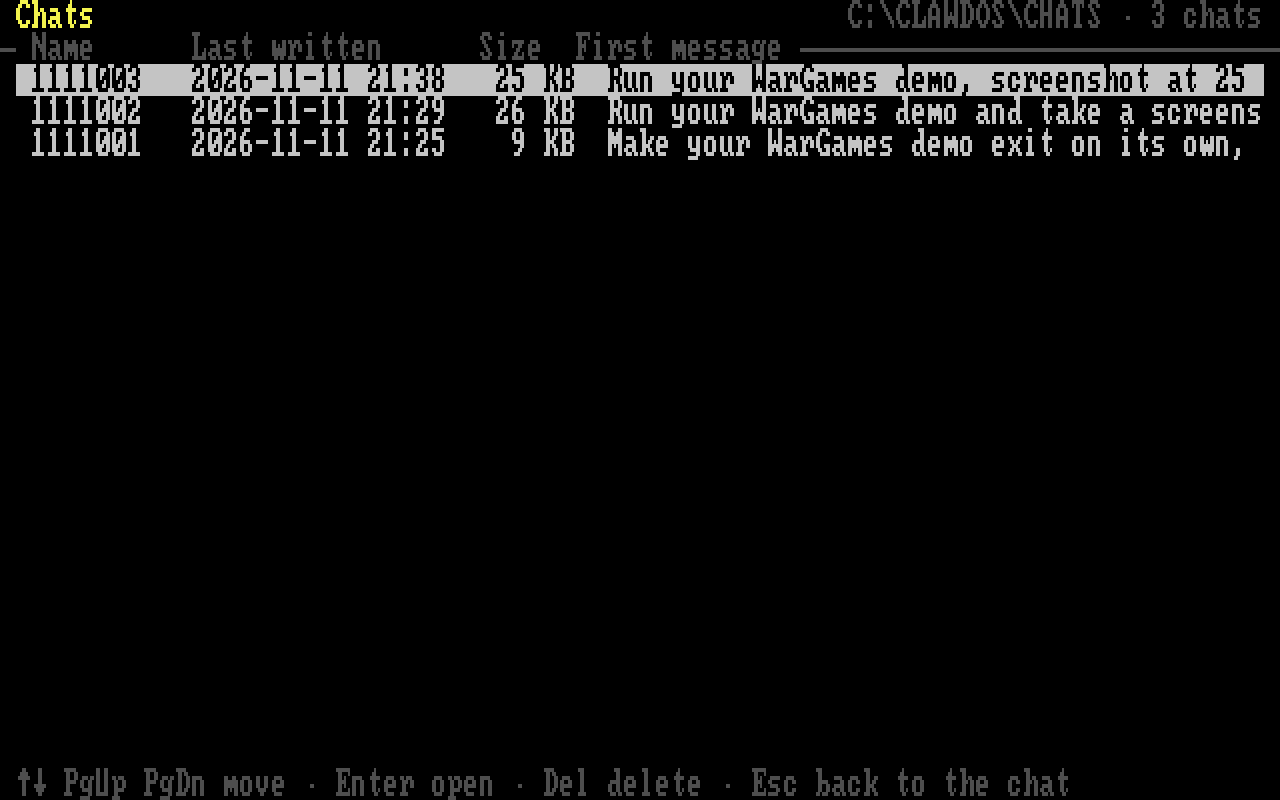 Chats C:\CLAWDOS\CHATS · 3 chats
Name Last written Size First message
1111003 2026-11-11 21:38 25 KB Run your WarGames demo, screenshot at 25
1111002 2026-11-11 21:29 26 KB Run your WarGames demo and take a screens
1111001 2026-11-11 21:25 9 KB Make your WarGames demo exit on its own,
↑↓ PgUp PgDn move · Enter open · Del delete · Esc back to the chat